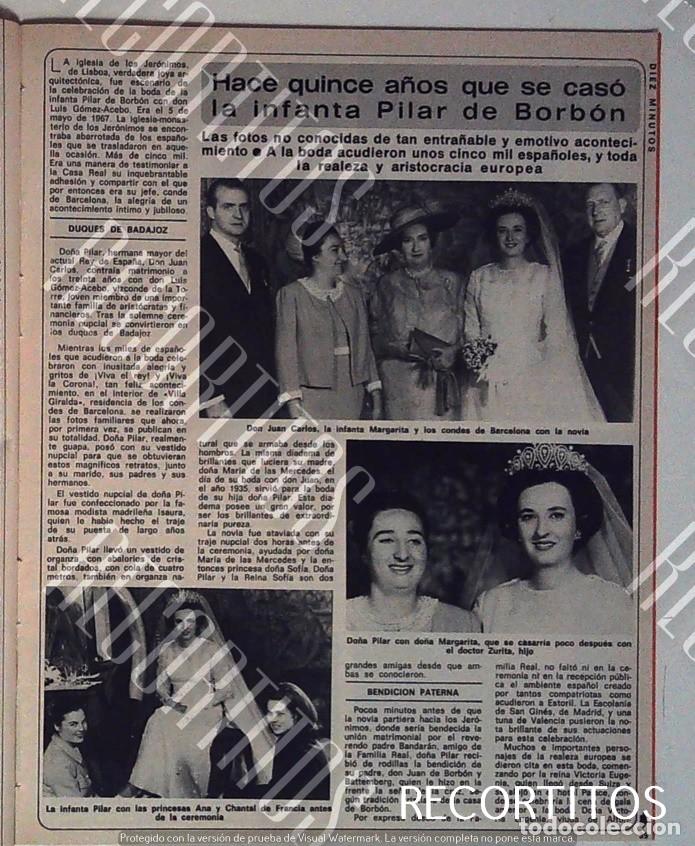 DIEZ MINUTOS
Hace quince años que se casó
la infanta Pilar de Borbón
Las fotos no conocidas de tan entrañable y emotivo aconteci-
miento ● A la boda acudieron unos cinco mil españoles, y toda
la realeza y aristocracia europea
LA iglesia de los Jerónimos,
de Lisboa, verdadera joya ar-
quitectónica, fue escenario de
la celebración de la boda de la
infanta Pilar de Borbón con don
Luis Gómez-Acebo. Era el 5 de
mayo de 1967. La iglesia-monas-
terio de los Jerónimos se encon-
traba abarrotada de los españo-
les que se trasladaron en aque-
lla ocasión. Más de cinco mil.
Era una manera de testimoniar a
la Casa Real su inquebrantable
adhesión y compartir con el que
por entonces era su jefe, conde
de Barcelona, la alegría de un
acontecimiento íntimo y jubiloso.
DUQUES DE BADAJOZ
Doña Pilar, hermana mayor del
actual Rey de España, Don Juan
Carlos, contraía matrimonio a
los treinta años con don Luis
Gómez-Acebo, vizconde de la To-
rre, joven miembro de una impor-
tante familia de aristócratas y fi-
nancieros. Tras la solemne cere-
monia nupcial se convirtieron en
los duques de Badajoz
Mientras los miles de españo-
les que acudieron a la boda cele-
braron con inusitada alegría y
gritos de ¡Viva el rey! y ¡Viva
la Corona!, tan feliz aconteci-
miento, en el interior de «Villa
Giralda», residencia de los con-
des de Barcelona, se realizaron
las fotos familiares que ahora,
por primera vez, se publican en
su totalidad. Doña Pilar, realmen-
te guapa, posó con su vestido
nupcial para que se obtuvieran
estos magníficos retratos, junto
a su marido, sus padres y sus
hermanos.
El vestido nupcial de doña Pi-
lar fue confeccionado por la fa-
mosa modista madrileña Isaura,
quien le había hecho el traje
de su puesta de largo años
atrás.
Doña Pilar llevó un vestido de
organza, con abalorios de cris-
tal bordados, con cola de cuatro
metros, también en organza na-
Don Juan Carlos, la infanta Margarita y los condes de Barcelona con la novia
tural que se armaba desde los
hombros. La misma diadema de
brillantes que luciera su madre,
doña María de las Mercedes, el
día de su boda con don Juan, en
el año 1935, sirvió para la boda
de su hija doña Pilar. Esta dia-
dema posee un gran valor, por
ser los brillantes de extraordi-
naria pureza.
La novia fue ataviada con su
traje nupcial dos horas antes de
la ceremonia, ayudada por doña
María de las Mercedes y la en-
tonces princesa doña Sofía. Doña
Pilar y la Reina Sofía son dos
Doña Pilar con doña Margarita, que se casaría poco después con
el doctor Zurita, hijo
La infanta Pilar con las princesas Ana y Chantal de Francia antes
de la ceremonia
grandes amigas desde que am-
bas se conocieron.
BENDICION PATERNA
Pocos minutos antes de que
la novia partiera hacia los Jeró-
nimos, donde sería bendecida la
unión matrimonial por el reve-
rendo padre Bandarán, amigo de
la Familia Real, doña Pilar reci-
bió de rodillas la bendición de
su padre, don Juan de Borbón y
Battenberg, quien le hizo en la
frente la señal de la
tradición de la casa
de Borbón.
Por expreso deseo de la Fa-
milia Real, no faltó ni en la ce-
remonia ni en la recepción públi-
ca el ambiente español creado
por tantos compatriotas como
acudieron a Estoril. La Escolanía
de San Ginés, de Madrid, y una
tuna de Valencia pusieron la no-
ta brillante de sus actuaciones
para esta celebración.
Muchos e importantes perso-
najes de la realeza europea se
dieron cita en esta boda, comen-
zando por la reina Victoria Euge-
nia, quien llegó desde Suiza a
RECORTITOS
todocoleccion
Protegido con la versión de prueba de Visual Watermark. La versión completa no pone esta marca.